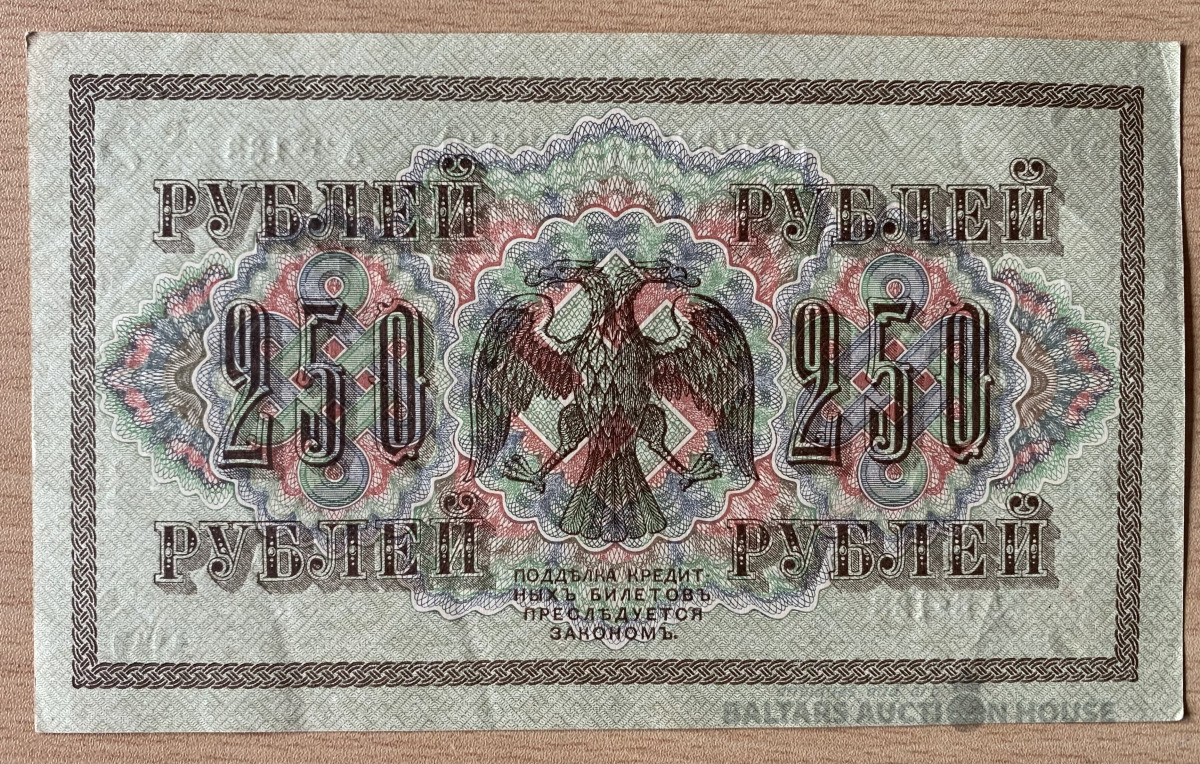 РУБЛЕЙ РУБЛЕЙ
250 250
РУБЛЕЙ РУБЛЕЙ
ПОДДѢЛКА КРЕДИТ-
НЫХЪ БИЛЕТОВЪ
ПРЕСЛѢДУЕТСЯ
ЗАКОНОМЪ.
BALTARS AUCTION HOUSE